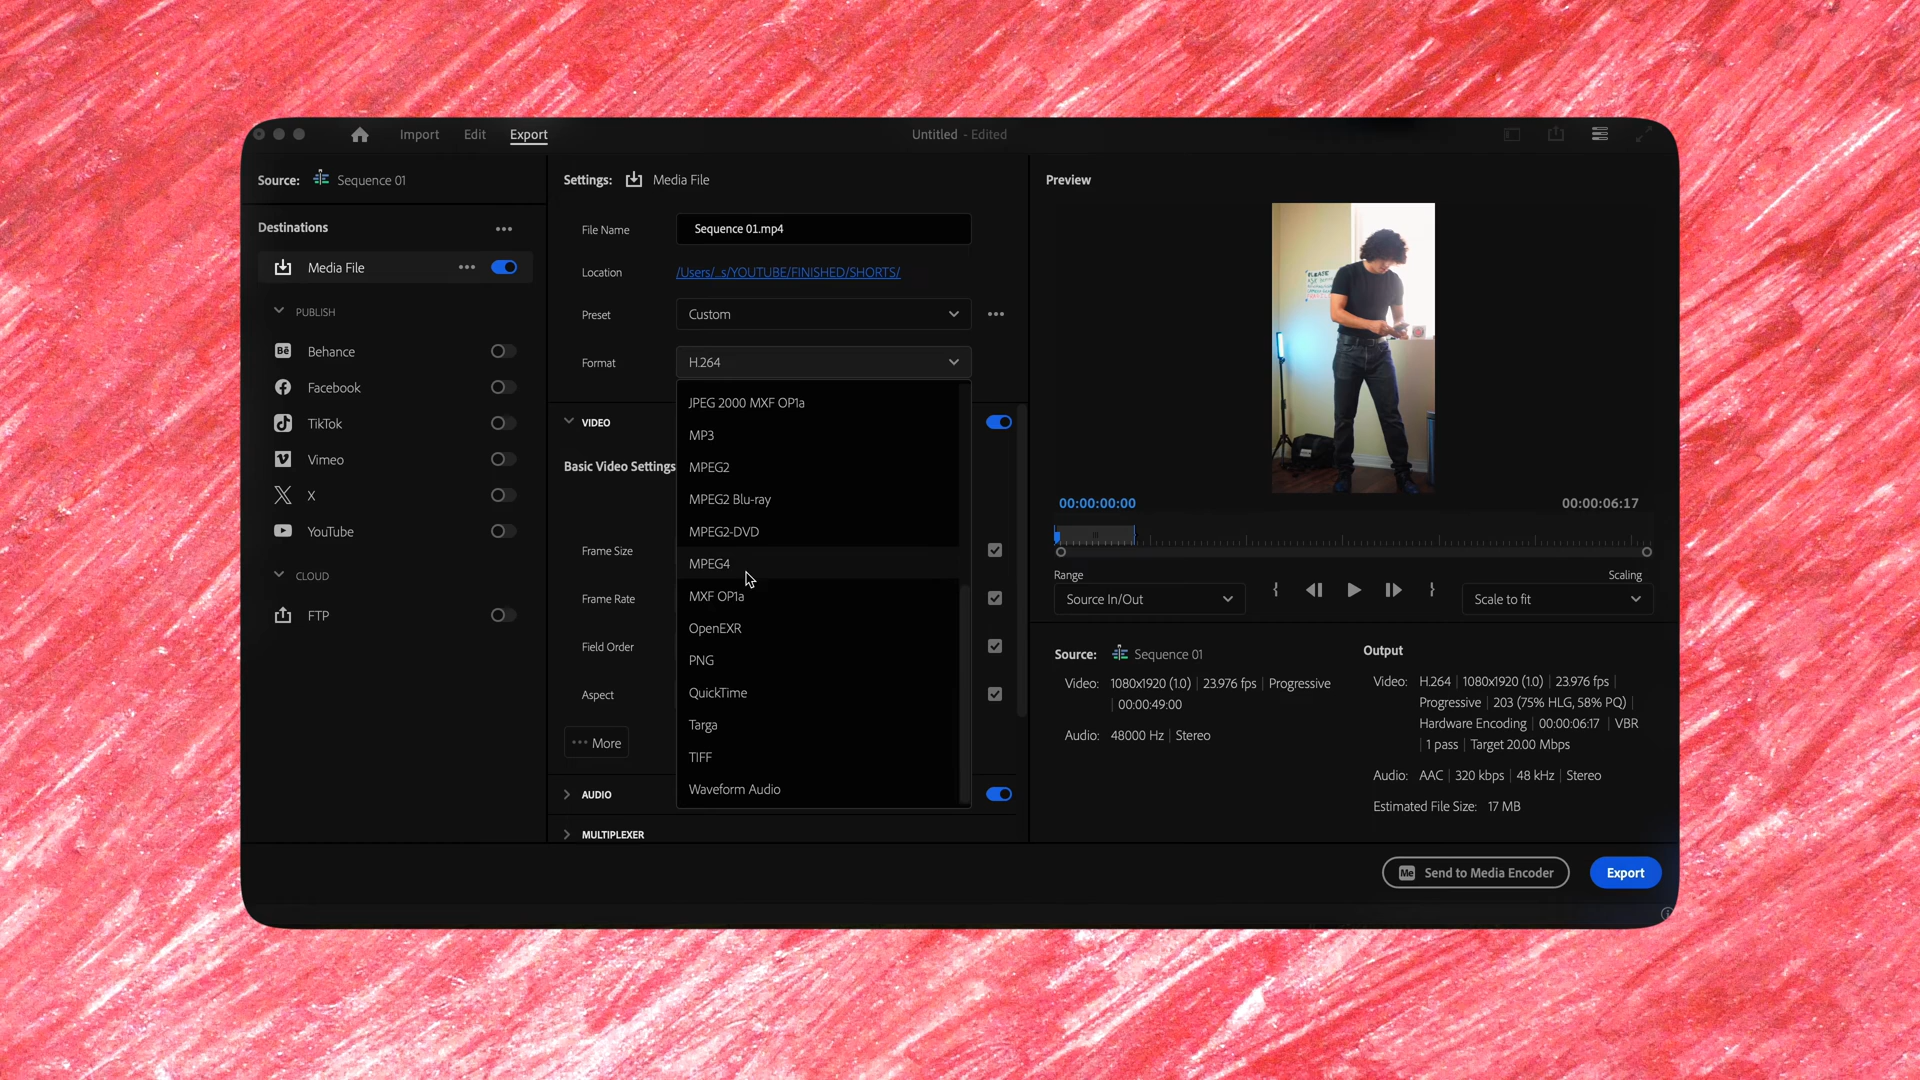 Import Edit Export
Untitled - Edited
Source: Sequence 01
Destinations
Media File
PUBLISH
Bē Behance
Facebook
TikTok
Vimeo
X
YouTube
CLOUD
FTP
Settings: Media File
File Name Sequence 01.mp4
Location /Users/...s/YOUTUBE/FINISHED/SHORTS/
Preset Custom
Format H.264
JPEG 2000 MXF OP1a
MP3
MPEG2
MPEG2 Blu-ray
MPEG2-DVD
MPEG4
MXF OP1a
OpenEXR
PNG
QuickTime
Targa
TIFF
Waveform Audio
VIDEO
Basic Video Settings
Frame Size
Frame Rate
Field Order
Aspect
More
AUDIO
MULTIPLEXER
Preview
PLEASE
00:00:00:00
00:00:06:17
Range
Source In/Out
Scaling
Scale to fit
Source: Sequence 01
Video: 1080x1920 (1.0) | 23.976 fps | Progressive
| 00:00:49:00
Audio: 48000 Hz | Stereo
Output
Video: H.264 | 1080x1920 (1.0) | 23.976 fps |
Progressive | 203 (75% HLG, 58% PQ) |
Hardware Encoding | 00:00:06:17 | VBR
| 1 pass | Target 20.00 Mbps
Audio: AAC | 320 kbps | 48 kHz | Stereo
Estimated File Size: 17 MB
Me Send to Media Encoder
Export